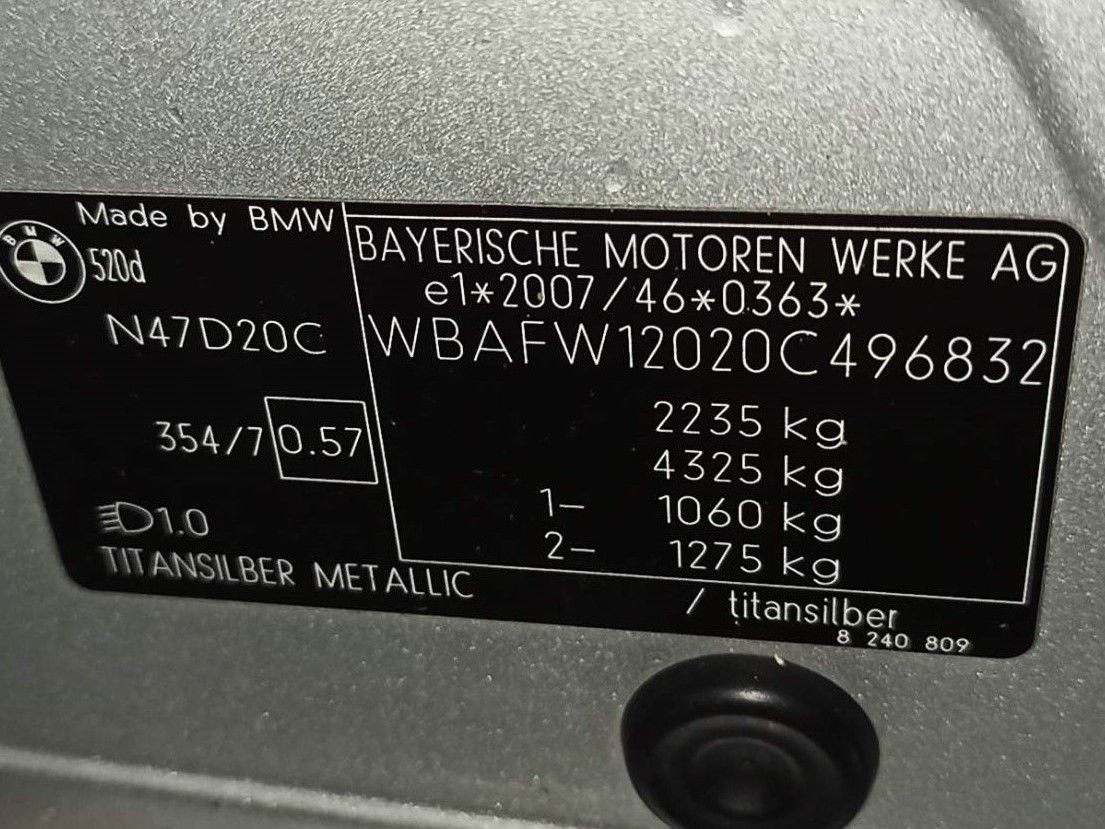 Made by BMW
BMW
520d
N47D20C
354/7 0.57
1.0
TITANSILBER METALLIC
BAYERISCHE MOTOREN WERKE AG
e1*2007/46*0363*
WBAFW12020C496832
2235 kg
4325 kg
1- 1060 kg
2- 1275 kg
/ titansilber
8 240 809